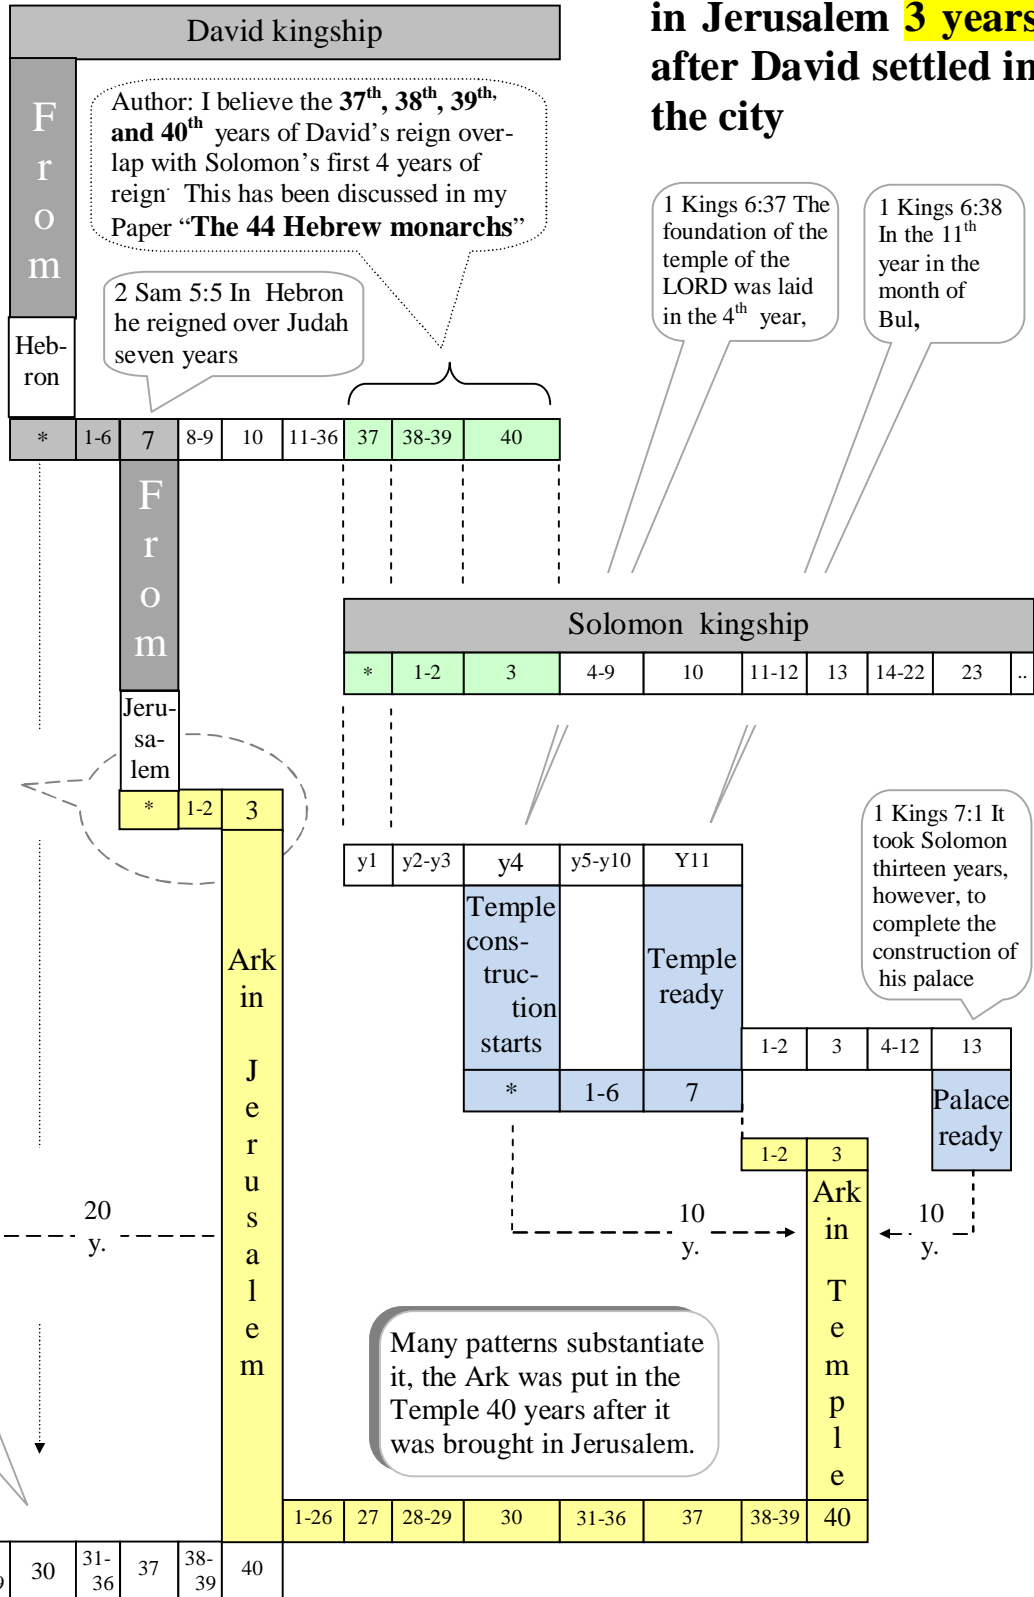 in Jerusalem 3 years
after David settled in
the city
David kingship
From
Author: I believe the 37th, 38th, 39th,
and 40th years of David’s reign over-
lap with Solomon’s first 4 years of
reign. This has been discussed in my
Paper “The 44 Hebrew monarchs”
1 Kings 6:37 The
foundation of the
temple of the
LORD was laid
in the 4th year,
1 Kings 6:38
In the 11th
year in the
month of
Bul,
2 Sam 5:5 In Hebron
he reigned over Judah
seven years
Heb-
ron
* 1-6 7 8-9 10 11-36 37 38-39 40
From
Solomon kingship
* 1-2 3 4-9 10 11-12 13 14-22 23 ..
Jeru-
sa-
lem
* 1-2 3
1 Kings 7:1 It
took Solomon
thirteen years,
however, to
complete the
construction of
his palace
y1 y2-y3 y4 y5-y10 Y11
Temple
cons-
truc-
tion
starts
Temple
ready
Ark
in
Jerusalem
1-2 3 4-12 13
* 1-6 7
Palace
ready
1-2 3
Ark
in
Temple
20
y.
10
y.
10
y.
Many patterns substantiate
it, the Ark was put in the
Temple 40 years after it
was brought in Jerusalem.
1-26 27 28-29 30 31-36 37 38-39 40
9 30 31-
36 37 38-
39 40